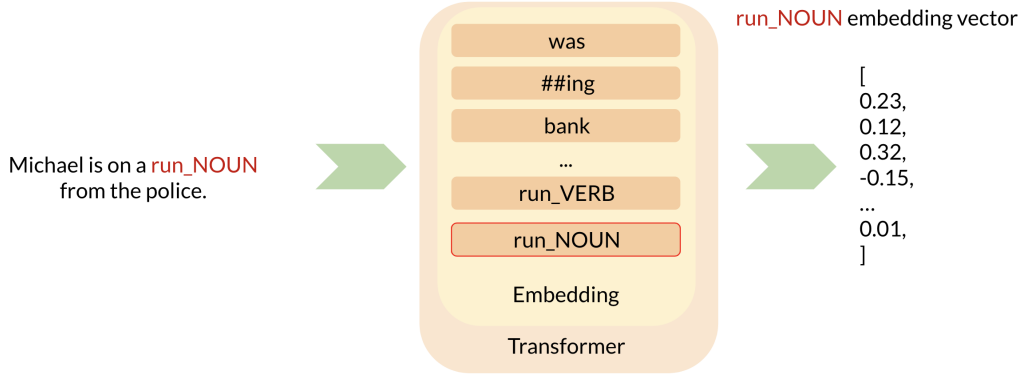 Michael is on a run_NOUN
from the police.
was
##ing
bank
...
run_VERB
run_NOUN
Embedding
Transformer
run_NOUN embedding vector
[
0.23,
0.12,
0.32,
-0.15,
...
0.01,
]